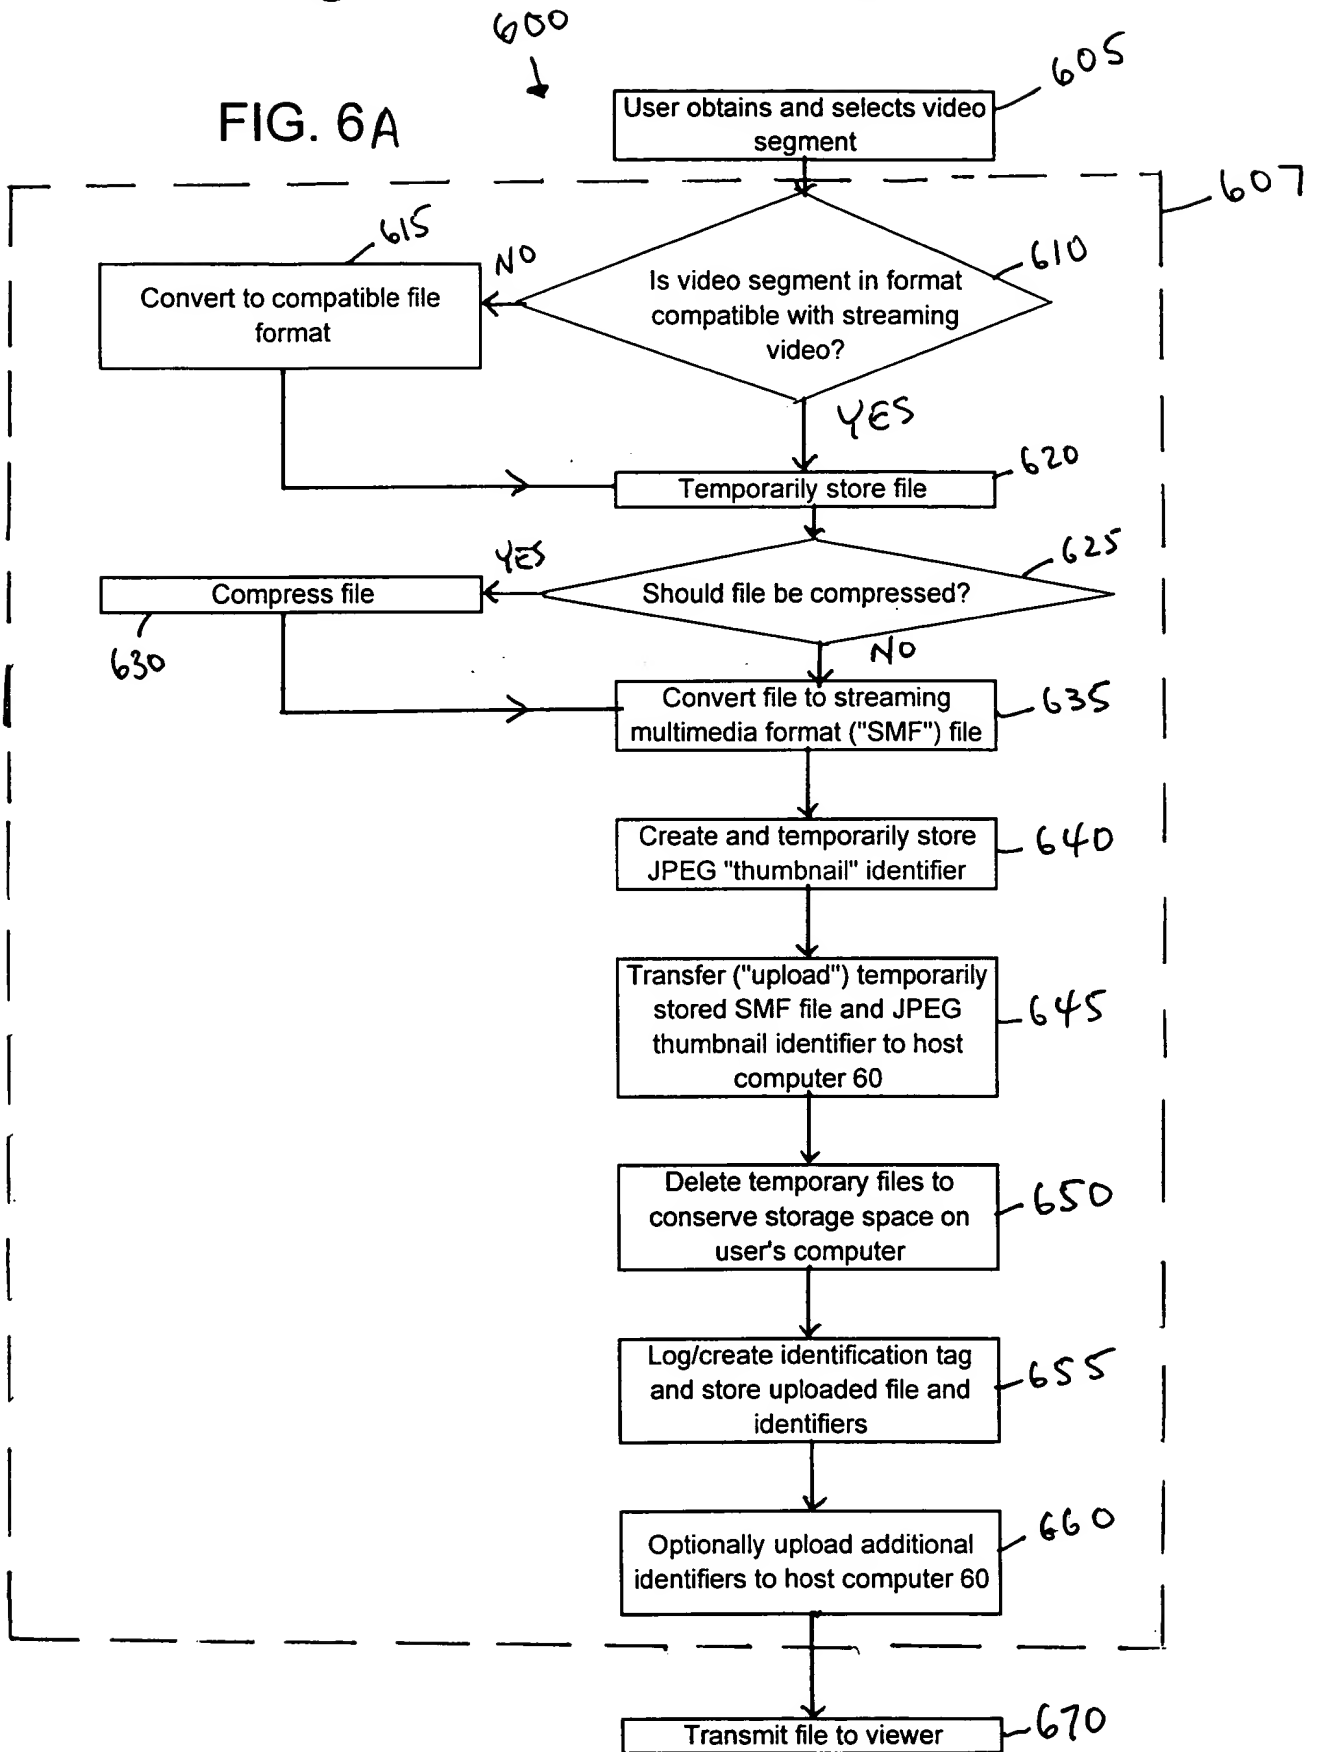 600
605
FIG. 6A
User obtains and selects video
segment
607
615
NO
610
Convert to compatible file
format
Is video segment in format
compatible with streaming
video?
YES
620
Temporarily store file
625
YES
Compress file
Should file be compressed?
630
NO
Convert file to streaming
multimedia format ("SMF") file
635
Create and temporarily store
JPEG "thumbnail" identifier
640
Transfer ("upload") temporarily
stored SMF file and JPEG
thumbnail identifier to host
computer 60
645
Delete temporary files to
conserve storage space on
user's computer
650
Log/create identification tag
and store uploaded file and
identifiers
655
Optionally upload additional
identifiers to host computer 60
660
Transmit file to viewer
670